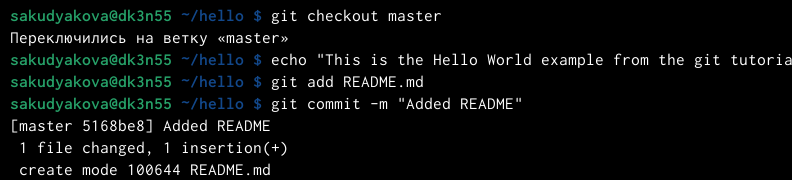 sakudyakova@dk3n55 ~/hello $ git checkout master
Переключились на ветку «master»
sakudyakova@dk3n55 ~/hello $ echo "This is the Hello World example from the git tutoria
sakudyakova@dk3n55 ~/hello $ git add README.md
sakudyakova@dk3n55 ~/hello $ git commit -m "Added README"
[master 5168be8] Added README
 1 file changed, 1 insertion(+)
 create mode 100644 README.md